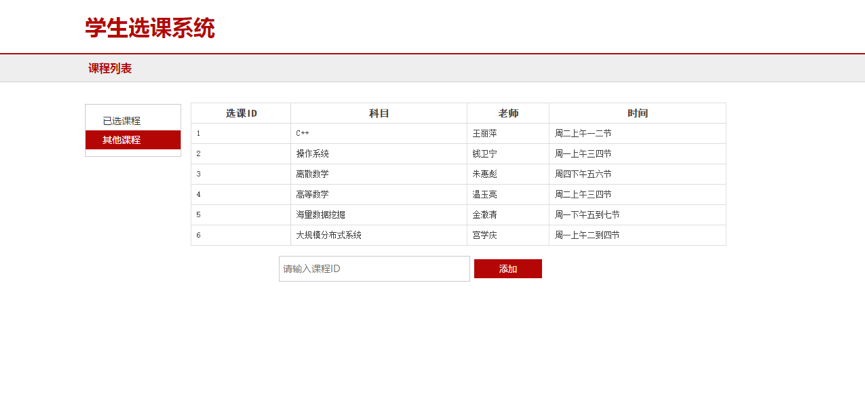 学生选课系统
课程列表
已选课程
其他课程
选课ID 科目 老师 时间
1 C++ 王丽萍 周二上午一二节
2 操作系统 钱卫宁 周一上午三四节
3 离散数学 朱惠彪 周四下午五六节
4 高等数学 温玉亮 周二上午三四节
5 海量数据挖掘 金澈清 周一下午五到七节
6 大规模分布式系统 宫学庆 周一上午二到四节
请输入课程ID 添加